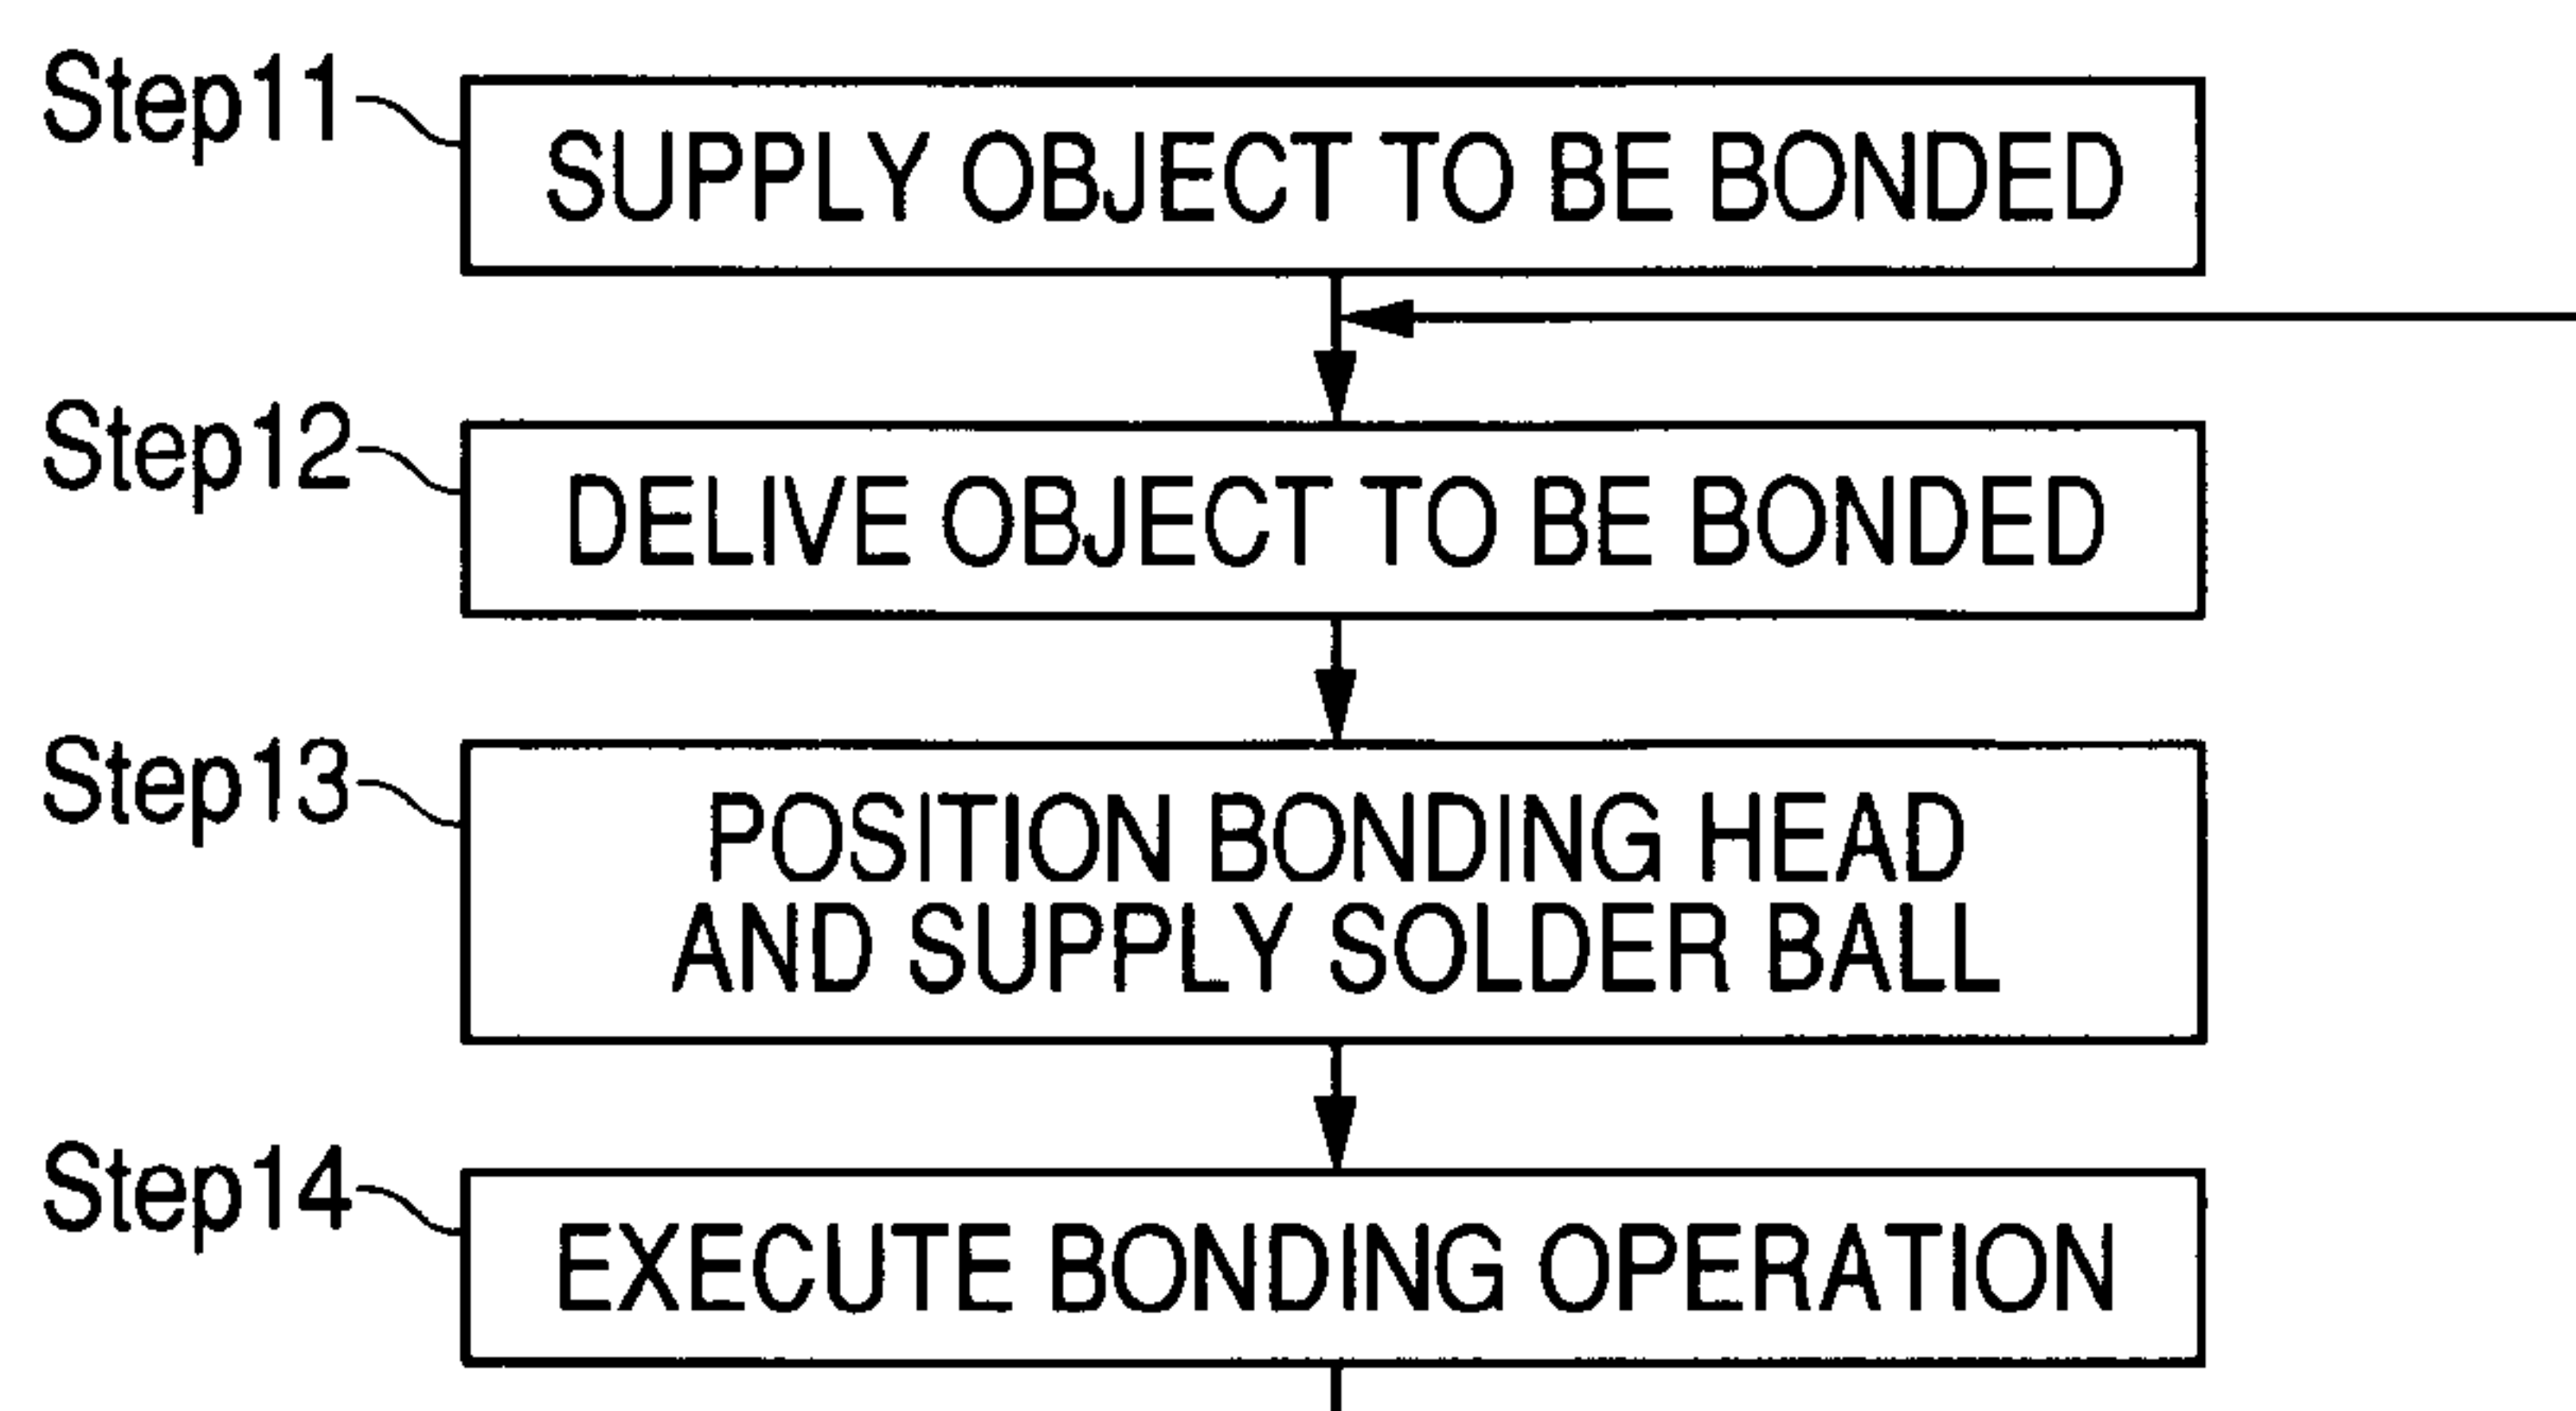 Step11
SUPPLY OBJECT TO BE BONDED
Step12
DELIVE OBJECT TO BE BONDED
Step13
POSITION BONDING HEAD
AND SUPPLY SOLDER BALL
Step14
EXECUTE BONDING OPERATION